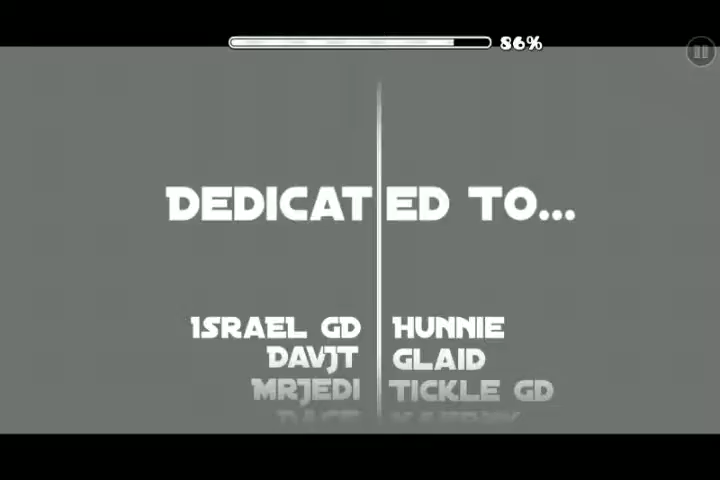 86%
DEDICATED TO...
ISRAEL GD
HUNNIE
DAVJT
GLAID
MRJEDI
TICKLE GD